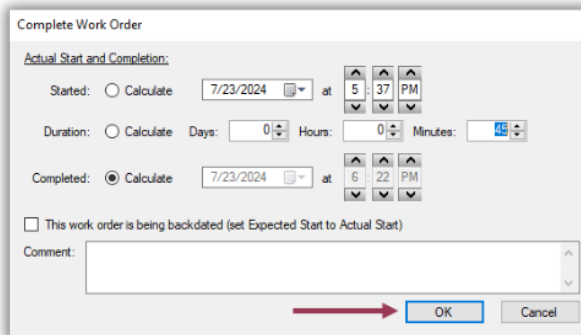 Complete Work Order
Actual Start and Completion:
Started: Calculate 7/23/2024 at 5 : 37 PM
Duration: Calculate Days: 0 Hours: 0 Minutes: 45
Completed: Calculate 7/23/2024 at 6 22 PM
This work order is being backdated (set Expected Start to Actual Start)
Comment:
OK Cancel